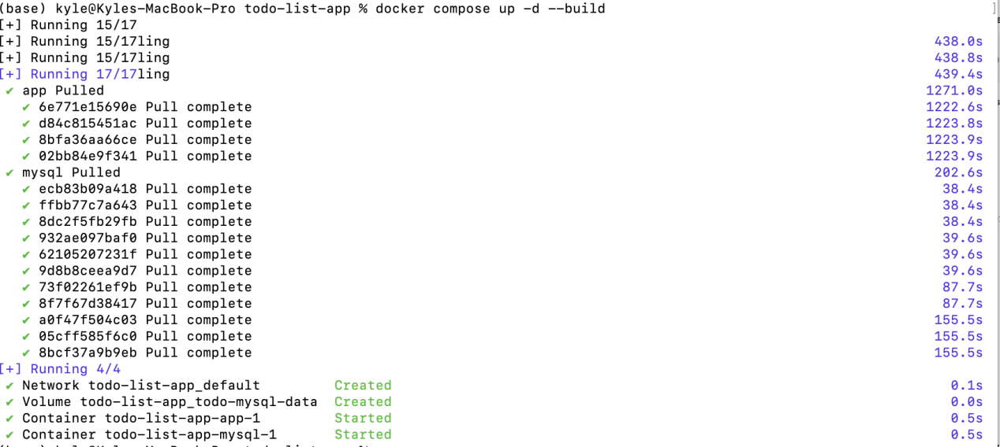 (base) kyle@Kyles-MacBook-Pro todo-list-app % docker compose up -d --build ]
[+] Running 15/17
[+] Running 15/17ling 438.0s
[+] Running 15/17ling 438.8s
[+] Running 17/17ling 439.4s
✔ app Pulled 1271.0s
✔ 6e771e15690e Pull complete 1222.6s
✔ d84c815451ac Pull complete 1223.8s
✔ 8bfa36aa66ce Pull complete 1223.9s
✔ 02bb84e9f341 Pull complete 1223.9s
✔ mysql Pulled 202.6s
✔ ecb83b09a418 Pull complete 38.4s
✔ ffbb77c7a643 Pull complete 38.4s
✔ 8dc2f5fb29fb Pull complete 38.4s
✔ 932ae097baf0 Pull complete 39.6s
✔ 62105207231f Pull complete 39.6s
✔ 9d8b8ceea9d7 Pull complete 39.6s
✔ 73f02261ef9b Pull complete 87.7s
✔ 8f7f67d38417 Pull complete 87.7s
✔ a0f47f504c03 Pull complete 155.5s
✔ 05cff585f6c0 Pull complete 155.5s
✔ 8bcf37a9b9eb Pull complete 155.5s
[+] Running 4/4
✔ Network todo-list-app_default Created 0.1s
✔ Volume todo-list-app_todo-mysql-data Created 0.0s
✔ Container todo-list-app-app-1 Started 0.5s
✔ Container todo-list-app-mysql-1 Started 0.5s